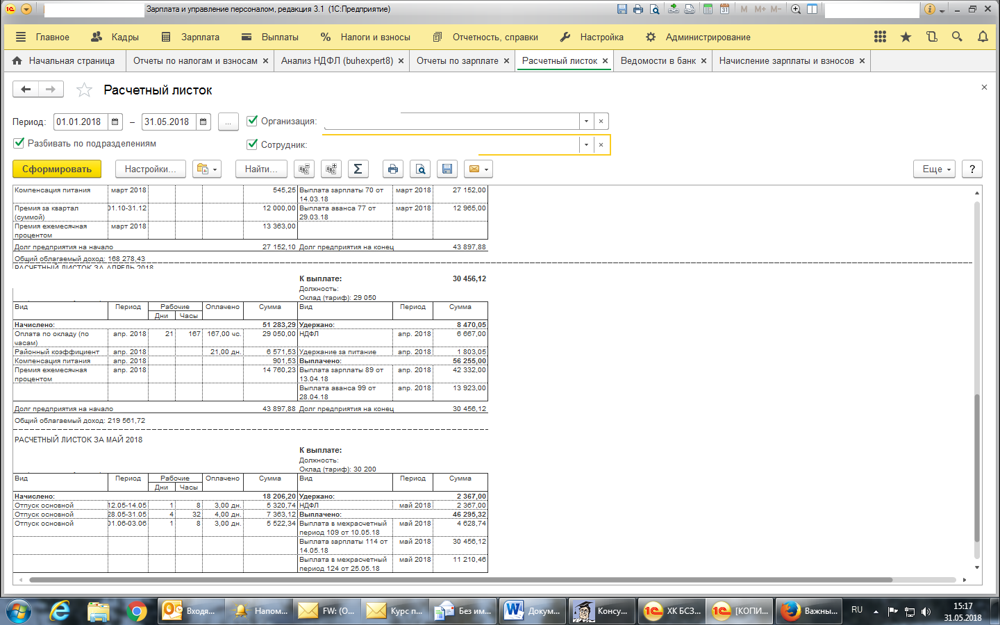 Зарплата и управление персоналом, редакция 3.1 (1С:Предприятие)
M M+ M-
Главное Кадры Зарплата Выплаты Налоги и взносы Отчетность, справки Настройка Администрирование
Начальная страница Отчеты по налогам и взносам Анализ НДФЛ (buhexpert8) Отчеты по зарплате Расчетный листок Ведомости в банк Начисление зарплаты и взносов
Расчетный листок
Период: 01.01.2018 – 31.05.2018 ... Организация:
Разбивать по подразделениям Сотрудник:
Сформировать Настройки... Найти... Σ Еще ?
Компенсация питания март 2018 545,25 Выплата зарплаты 70 от март 2018 27 152,00
14.03.18
Премия за квартал 01.10-31.12 12 000,00 Выплата аванса 77 от март 2018 12 965,00
(суммой) 29.03.18
Премия ежемесячная март 2018 13 363,00
процентом
Долг предприятия на начало 27 152,10 Долг предприятия на конец 43 897,88
Общий облагаемый доход: 168 278,43
РАСЧЕТНЫЙ ЛИСТОК ЗА АПРЕЛЬ 2018
К выплате: 30 456,12
Должность:
Оклад (тариф): 29 050
Вид Период Рабочие Оплачено Сумма Вид Период Сумма
Дни Часы
Начислено: 51 283,29 Удержано: 8 470,05
Оплата по окладу (по апр. 2018 21 167 167,00 чс. 29 050,00 НДФЛ апр. 2018 6 667,00
часам)
Районный коэффициент апр. 2018 21,00 дн. 6 571,53 Удержание за питание апр. 2018 1 803,05
Компенсация питания апр. 2018 901,53 Выплачено: 56 255,00
Премия ежемесячная апр. 2018 14 760,23 Выплата зарплаты 89 от апр. 2018 42 332,00
процентом 13.04.18
Выплата аванса 99 от апр. 2018 13 923,00
28.04.18
Долг предприятия на начало 43 897,88 Долг предприятия на конец 30 456,12
Общий облагаемый доход: 219 561,72
РАСЧЕТНЫЙ ЛИСТОК ЗА МАЙ 2018
К выплате:
Должность:
Оклад (тариф): 30 200
Вид Период Рабочие Оплачено Сумма Вид Период Сумма
Дни Часы
Начислено: 18 206,20 Удержано: 2 367,00
Отпуск основной 12.05-14.05 1 8 3,00 дн. 5 320,74 НДФЛ май 2018 2 367,00
Отпуск основной 28.05-31.05 4 32 4,00 дн. 7 363,12 Выплачено: 46 295,32
Отпуск основной 01.06-03.06 1 8 3,00 дн. 5 522,34 Выплата в межрасчетный май 2018 4 628,74
период 109 от 10.05.18
Выплата зарплаты 114 от май 2018 30 456,12
14.05.18
Выплата в межрасчетный май 2018 11 210,46
период 124 от 25.05.18
Входя... Напом... FW: (О... Курс п... Без им... Докум... Консу... ХК БСЗ... [КОПИ... Важны... RU 15:17
31.05.2018